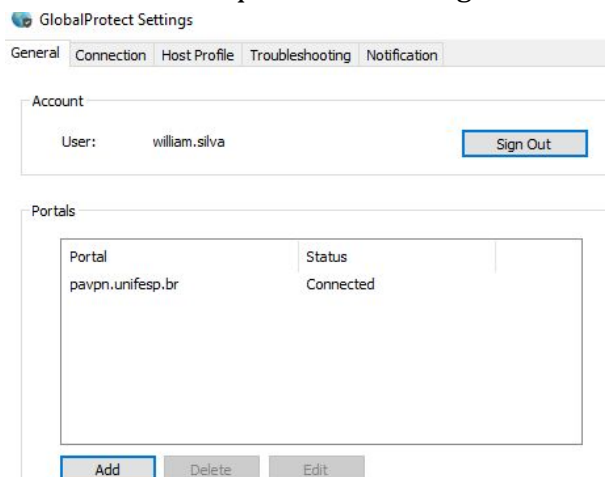 GlobalProtect Settings
General Connection Host Profile Troubleshooting Notification
Account
User: william.silva Sign Out
Portals
Portal Status
pavpn.unifesp.br Connected
Add Delete Edit